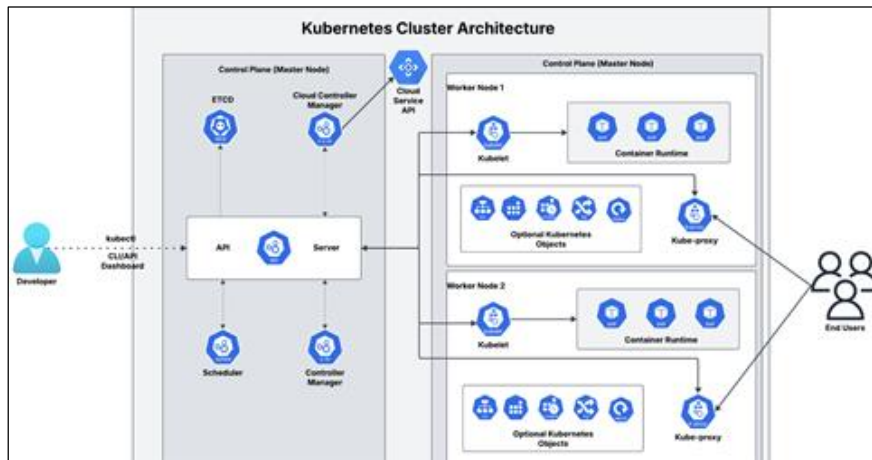 Kubernetes Cluster Architecture
Control Plane (Master Node)
ETCD
Cloud Controller
Manager
Cloud
Service
API
kubectl
CLI/API
Dashboard
Developer
API
Server
Scheduler
Controller
Manager
Control Plane (Master Node)
Worker Node 1
Kubelet
Container Runtime
Optional Kubernetes
Objects
Kube-proxy
Worker Node 2
Kubelet
Container Runtime
Optional Kubernetes
Objects
Kube-proxy
End Users